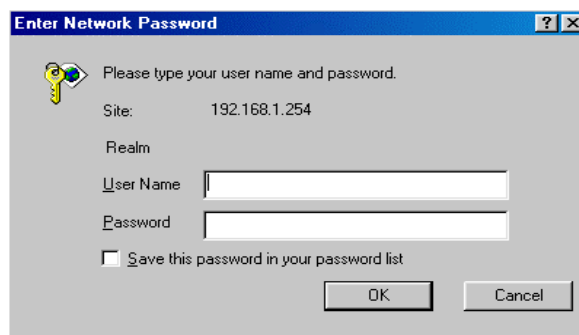 Enter Network Password
? X
Please type your user name and password.
Site: 192.168.1.254
Realm
User Name
Password
Save this password in your password list
OK Cancel